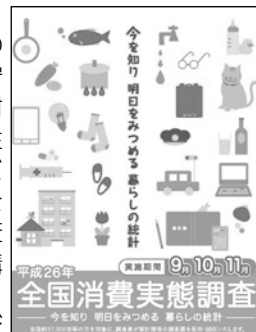 今を知り 明日をみつめる 暮らしの統計
実施期間 9月 10月 11月
平成26年
全国消費実態調査
今を知り 明日をみつめる 暮らしの統計